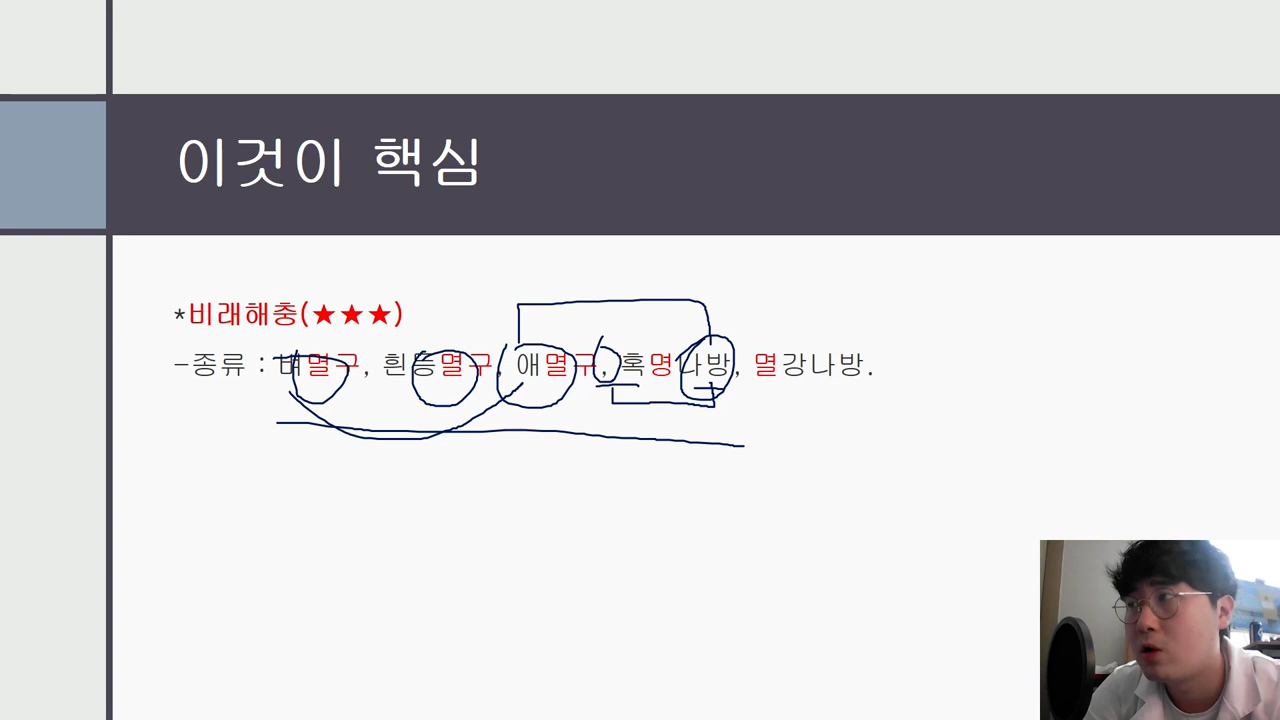 이것이 핵심
*비래해충(★★★)
-종류 : 벼멸구, 흰등멸구, 애멸구, 혹명나방, 멸강나방.